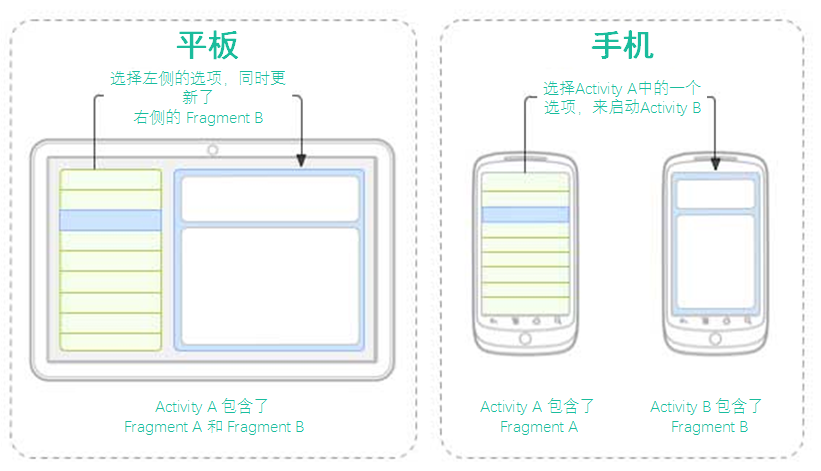 平板
选择左侧的选项，同时更
新了
右侧的 Fragment B
Activity A 包含了
Fragment A 和 Fragment B
手机
选择Activity A中的一个
选项，来启动Activity B
Activity A 包含了
Fragment A
Activity B 包含了
Fragment B